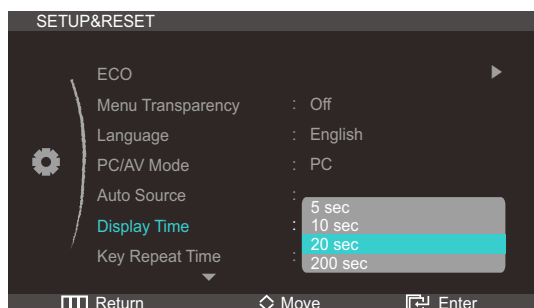 SETUP&RESET
ECO
Menu Transparency : Off
Language : English
PC/AV Mode : PC
Auto Source :
5 sec
Display Time : 10 sec
20 sec
Key Repeat Time : 200 sec
Return Move Enter